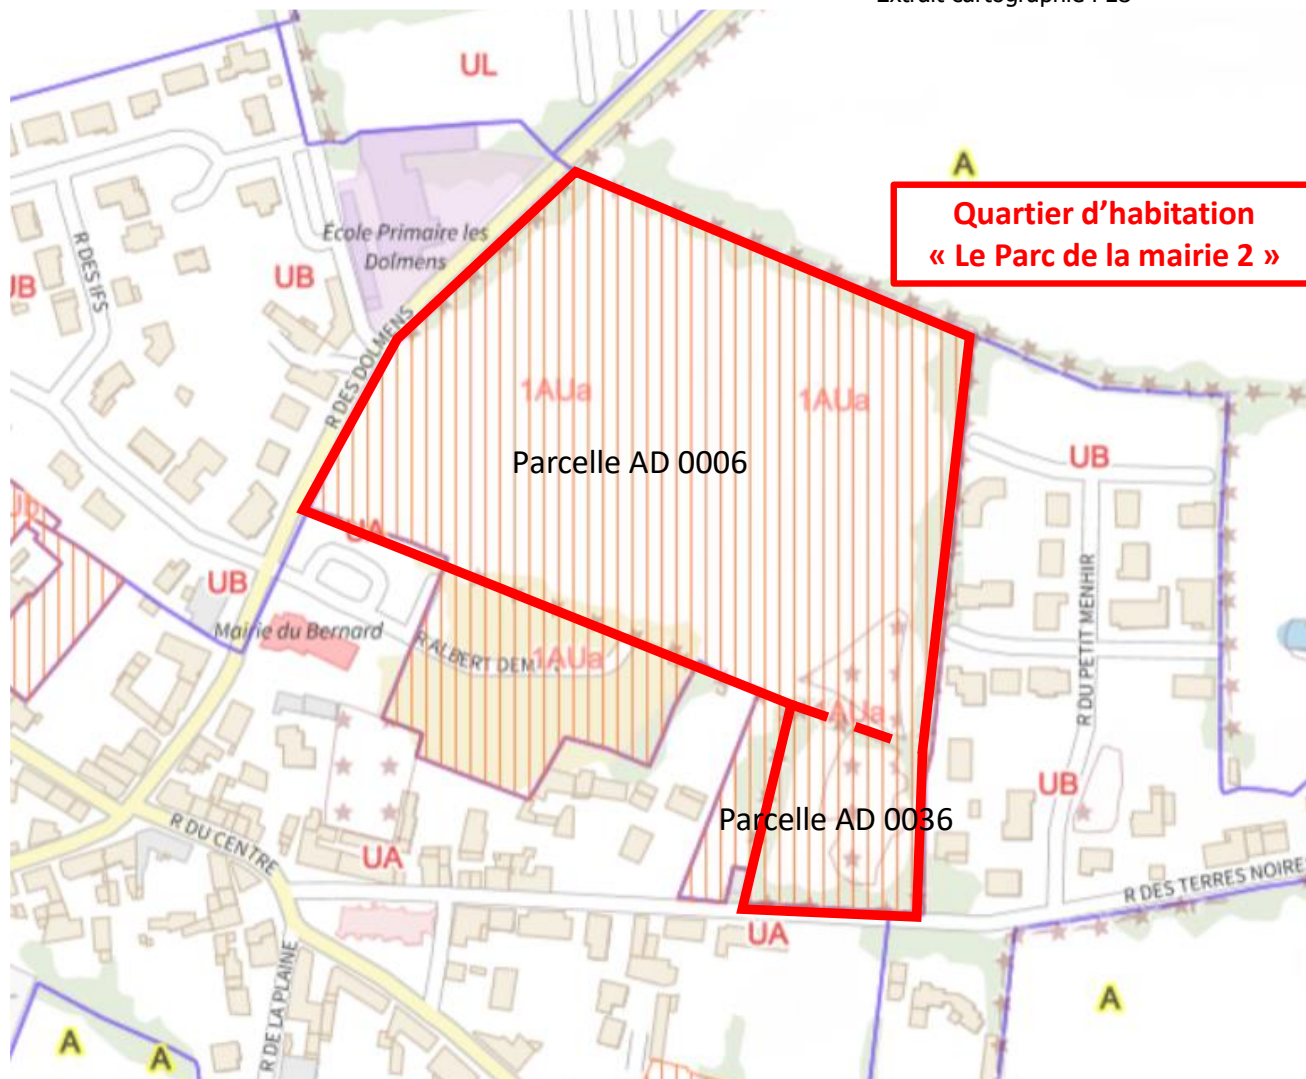 UL
A
Quartier d’habitation
« Le Parc de la mairie 2 »
École Primaire les
Dolmens
R DES IFS
UB
UB
R DES DOLMENS
1AUa
1AUa
Parcelle AD 0006
UB
UA
UB
Mairie du Bernard
R ALBERT DEM
1AUa
R DU PETIT MENHIR
1AUa
UB
Parcelle AD 0036
R DU CENTRE
UA
R DES TERRES NOIRES
UA
R DE LA PLAINE
A
A
A